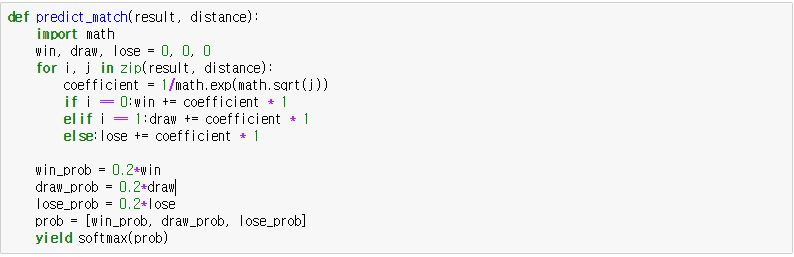 def predict_match(result, distance):
    import math
    win, draw, lose = 0, 0, 0
    for i, j in zip(result, distance):
        coefficient = 1/math.exp(math.sqrt(j))
        if i == 0:win += coefficient * 1
        elif i == 1:draw += coefficient * 1
        else:lose += coefficient * 1

    win_prob = 0.2*win
    draw_prob = 0.2*draw
    lose_prob = 0.2*lose
    prob = [win_prob, draw_prob, lose_prob]
    yield softmax(prob)